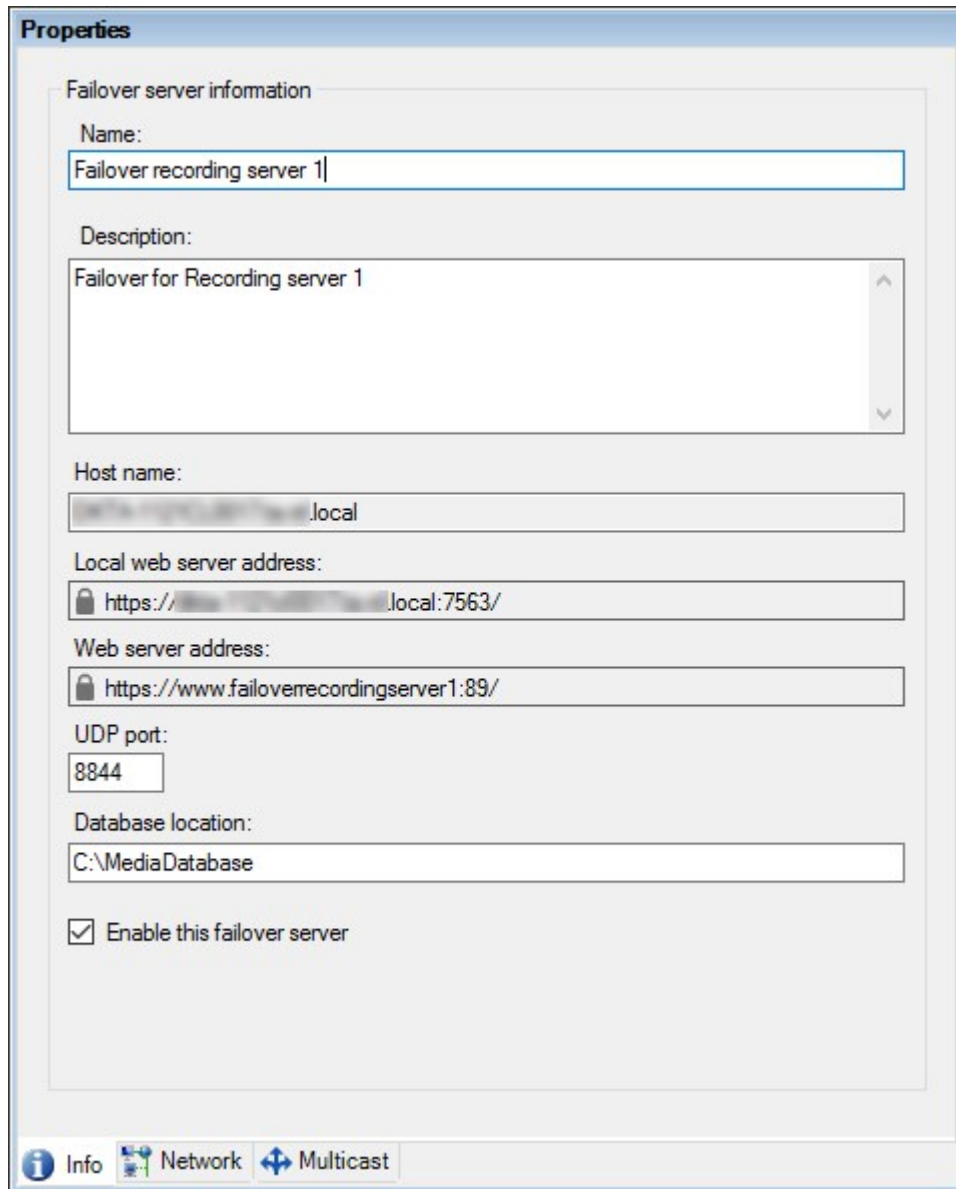 Properties
Failover server information
Name:
Failover recording server 1
Description:
Failover for Recording server 1
Host name:
.local
Local web server address:
https:// .local:7563/
Web server address:
https://www.failoverrecordingserver1:89/
UDP port:
8844
Database location:
C:\MediaDatabase
Enable this failover server
Info Network Multicast